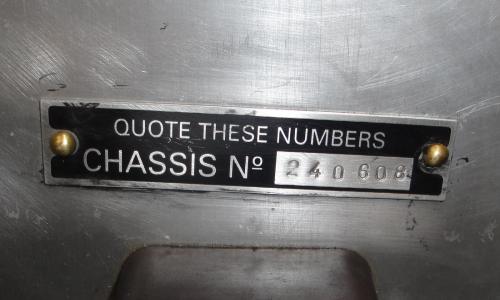 QUOTE THESE NUMBERS
CHASSIS Nº 240608